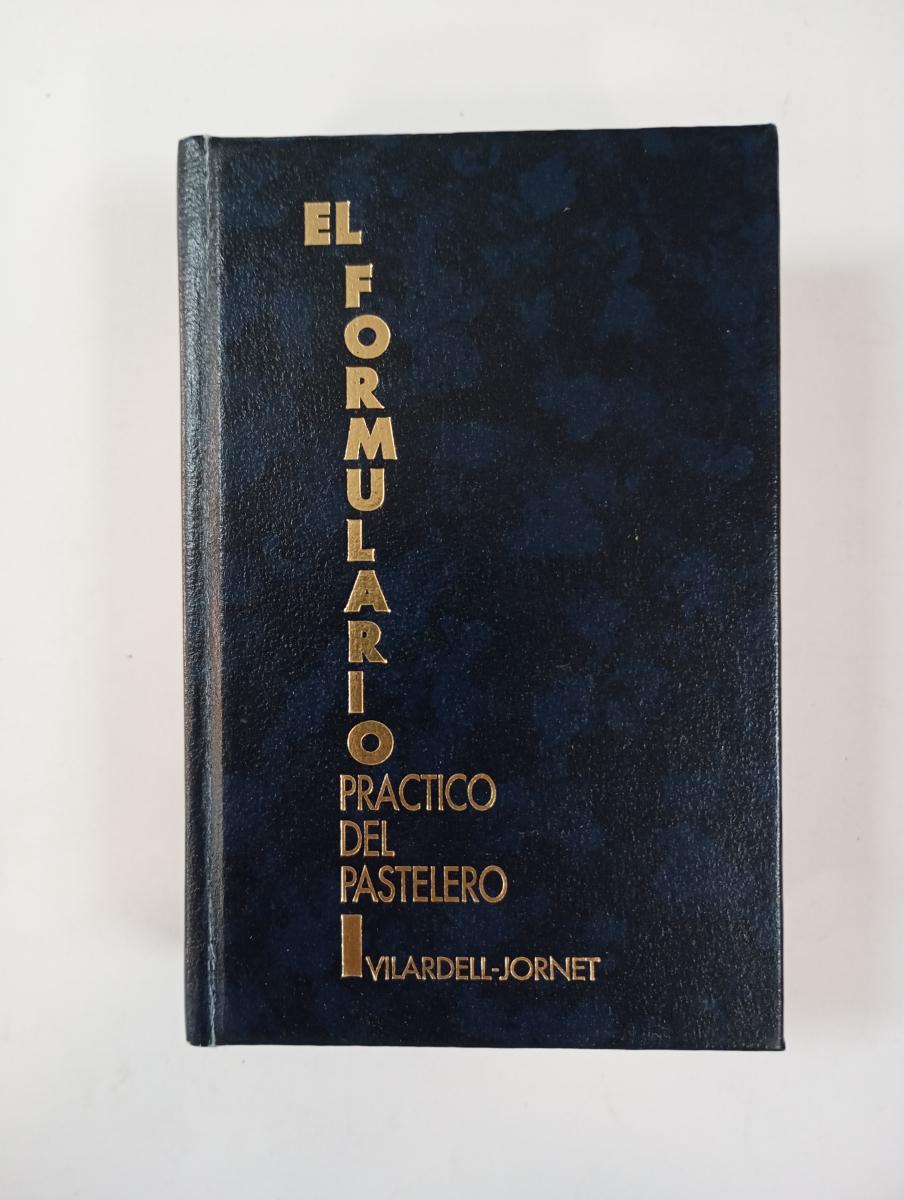 EL
FORMULARIO
PRACTICO
DEL
PASTELERO
I
VILARDELL-JORNET